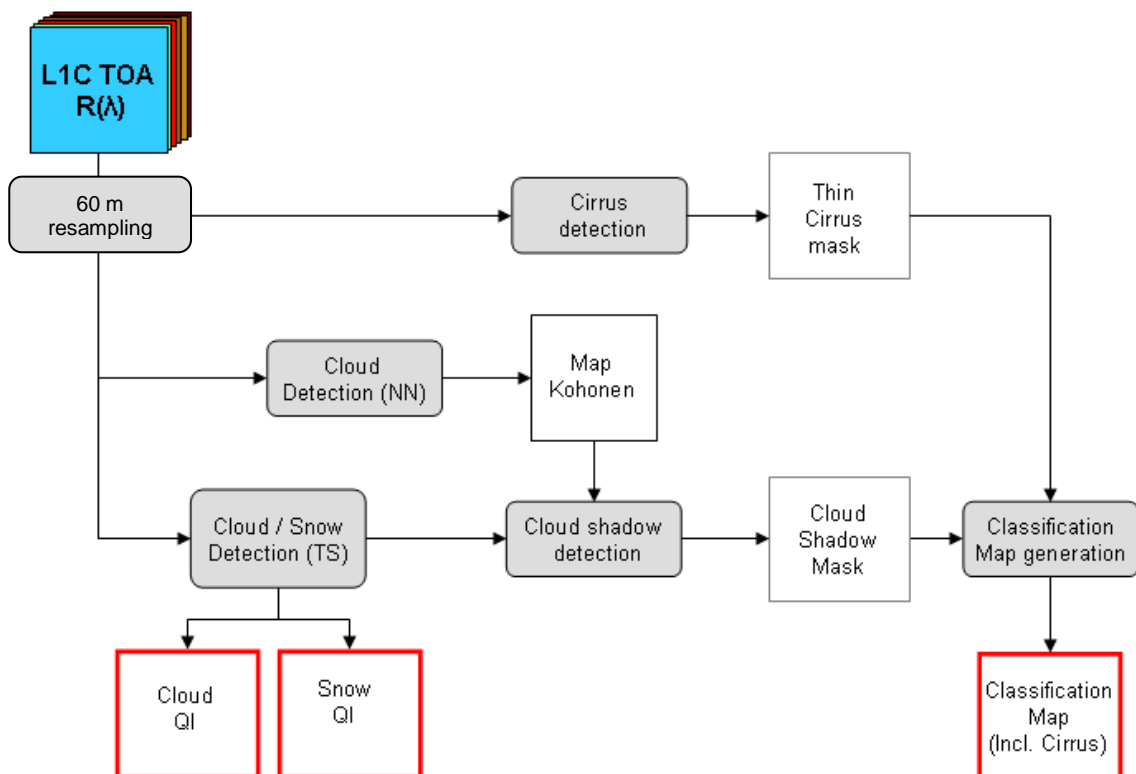 L1C TOA
R(λ)
60 m
resampling
Cirrus
detection
Thin
Cirrus
mask
Cloud
Detection (NN)
Map
Kohonen
Cloud / Snow
Detection (TS)
Cloud shadow
detection
Cloud
Shadow
Mask
Classification
Map generation
Cloud
QI
Snow
QI
Classification
Map
(Incl. Cirrus)